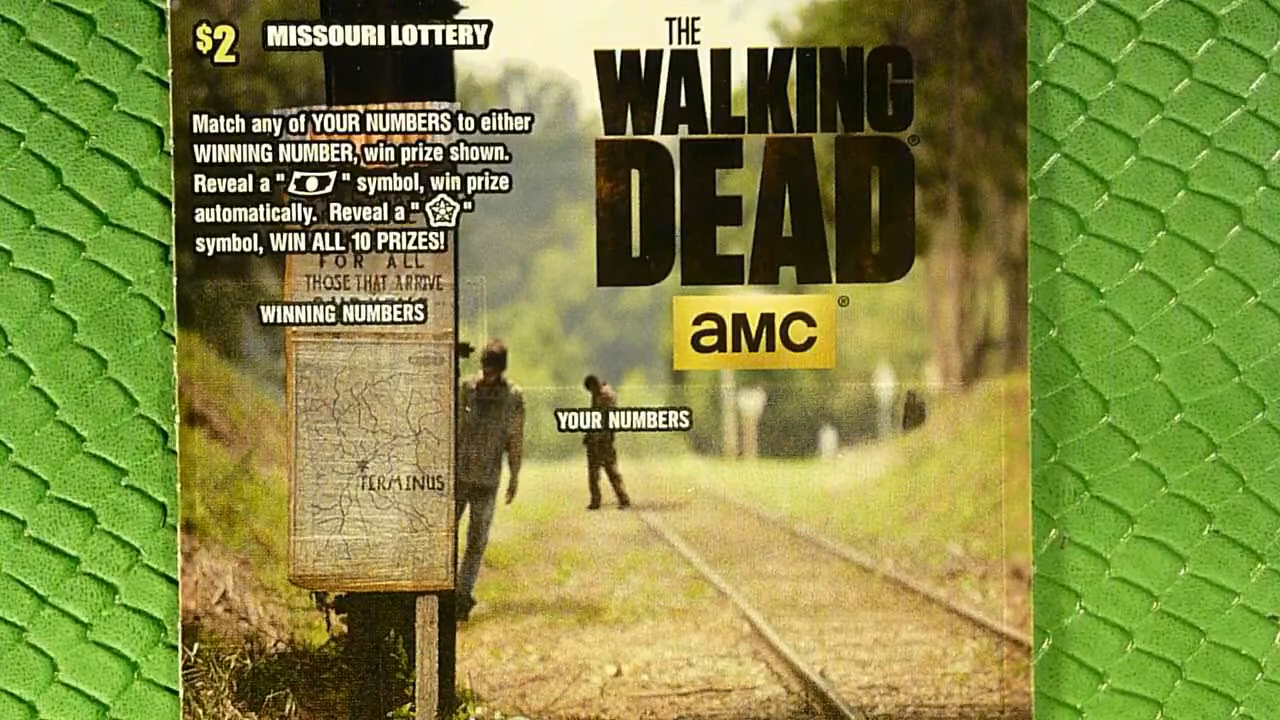 $2 MISSOURI LOTTERY
THE
WALKING
DEAD®
Match any of YOUR NUMBERS to either
WINNING NUMBER, win prize shown.
Reveal a " " symbol, win prize
automatically. Reveal a " "
symbol, WIN ALL 10 PRIZES!
FOR ALL
THOSE THAT ARRIVE
WINNING NUMBERS
aMC®
YOUR NUMBERS
TERMINUS